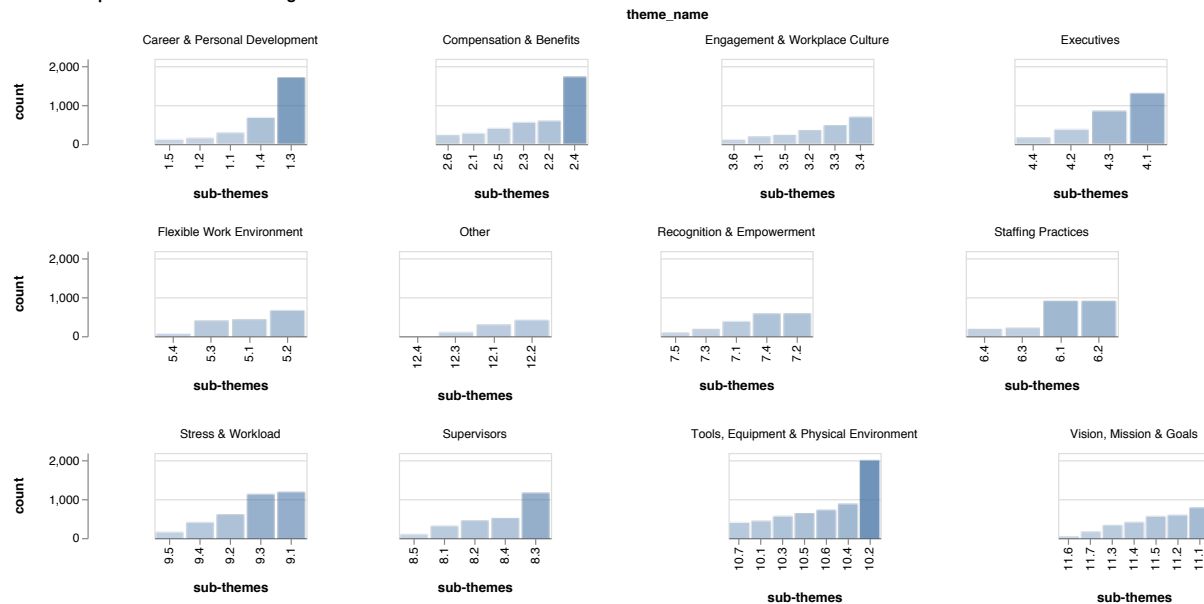 theme_name
Career & Personal Development
Compensation & Benefits
Engagement & Workplace Culture
Executives
count
2,000
1,000
0
1.5 1.2 1.1 1.4 1.3
2.6 2.1 2.5 2.3 2.2 2.4
3.6 3.1 3.5 3.2 3.3 3.4
4.4 4.2 4.3 4.1
sub-themes
sub-themes
sub-themes
sub-themes
Flexible Work Environment
Other
Recognition & Empowerment
Staffing Practices
count
2,000
1,000
0
5.4 5.3 5.1 5.2
12.4 12.3 12.1 12.2
7.5 7.3 7.1 7.4 7.2
6.4 6.3 6.1 6.2
sub-themes
sub-themes
sub-themes
sub-themes
Stress & Workload
Supervisors
Tools, Equipment & Physical Environment
Vision, Mission & Goals
count
2,000
1,000
0
9.5 9.4 9.2 9.3 9.1
8.5 8.1 8.2 8.4 8.3
10.7 10.1 10.3 10.5 10.6 10.4 10.2
11.6 11.7 11.3 11.4 11.5 11.2 11.1
sub-themes
sub-themes
sub-themes
sub-themes